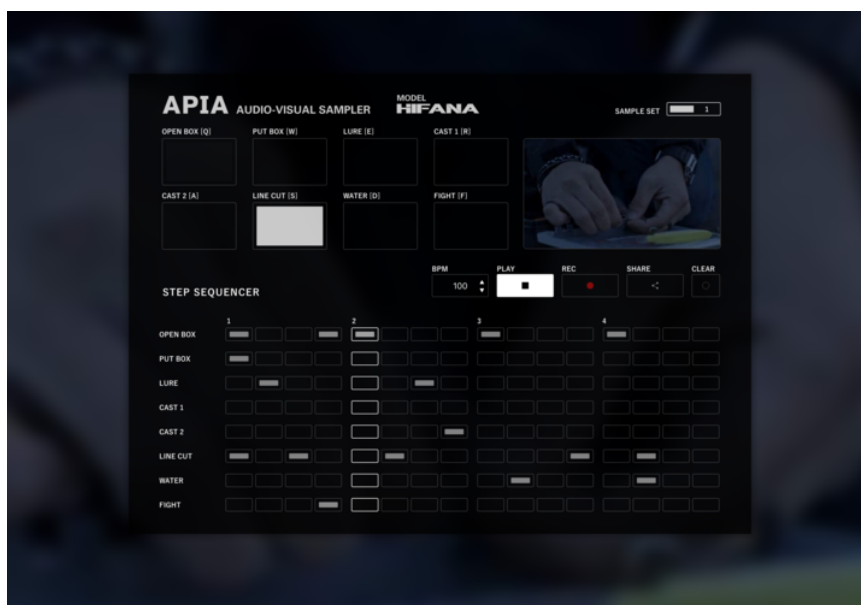 APIA AUDIO-VISUAL SAMPLER MODEL HIFANA
SAMPLE SET 1
OPEN BOX [Q] PUT BOX [W] LURE [E] CAST 1 [R]
CAST 2 [A] LINE CUT [S] WATER [D] FIGHT [F]
BPM PLAY REC SHARE CLEAR
100
STEP SEQUENCER
1 2 3 4
OPEN BOX
PUT BOX
LURE
CAST 1
CAST 2
LINE CUT
WATER
FIGHT